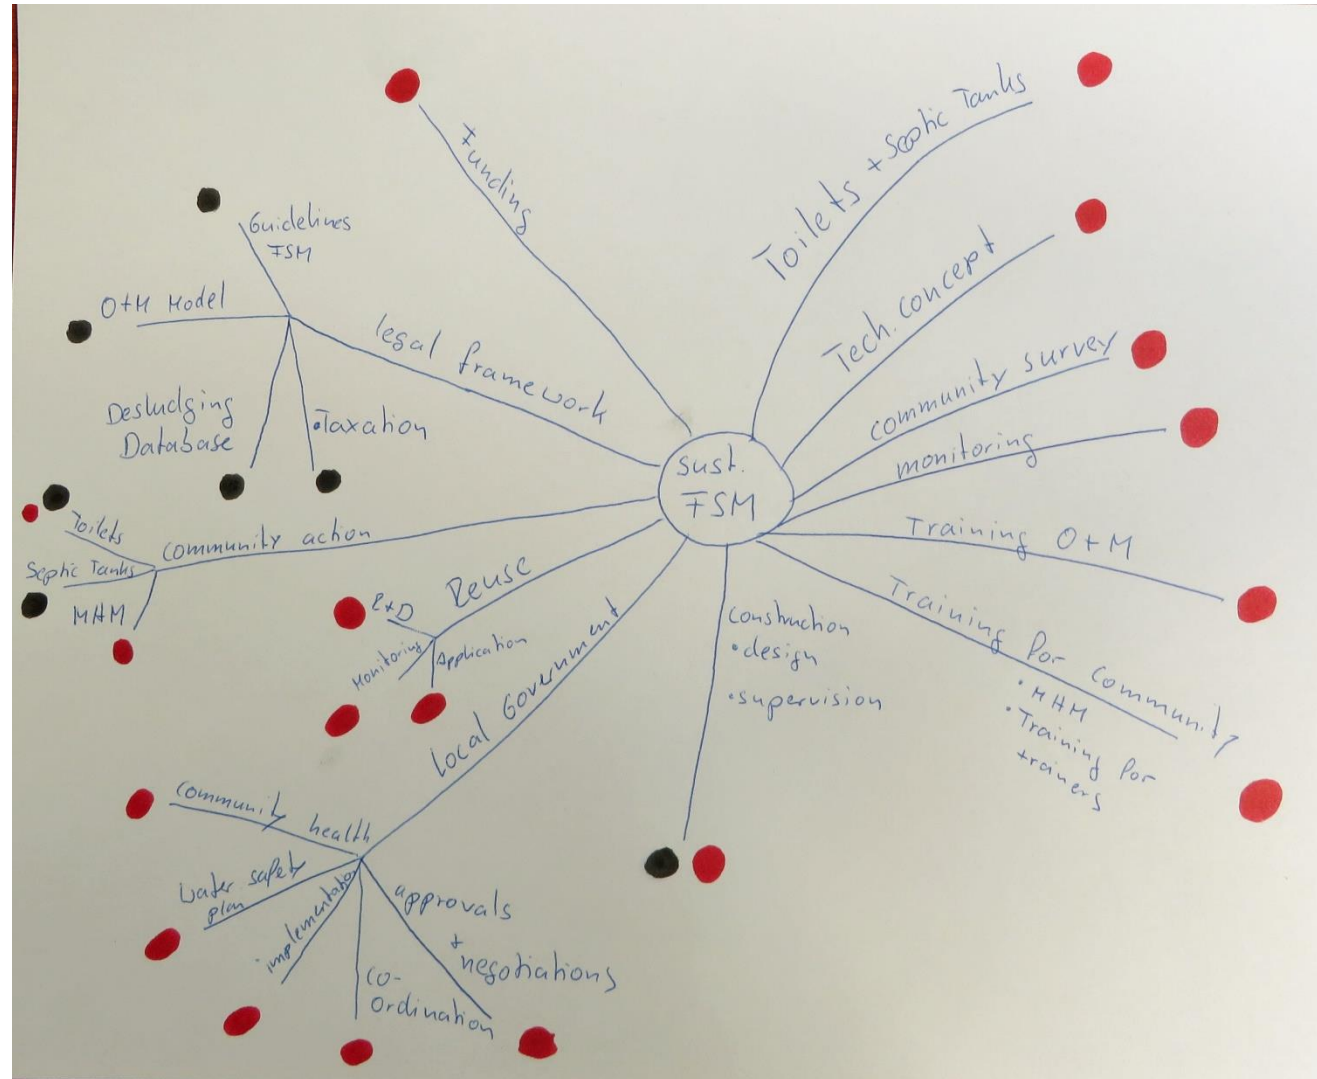 Funding
Toilets + Septic Tanks
Guidelines
FSM
O+M Model
legal framework
Desludging
Database
•Taxation
Tech. concept
community survey
monitoring
sust.
FSM
Toilets
Septic Tanks
MHM
community action
Reuse
R+D
Monitoring
Application
Training O+M
Training for community
• MHM
• Training for
trainers
construction
•design
•supervision
Local Government
community health
water safety
plan
implementation
co-
ordination
approvals
+
negotiations